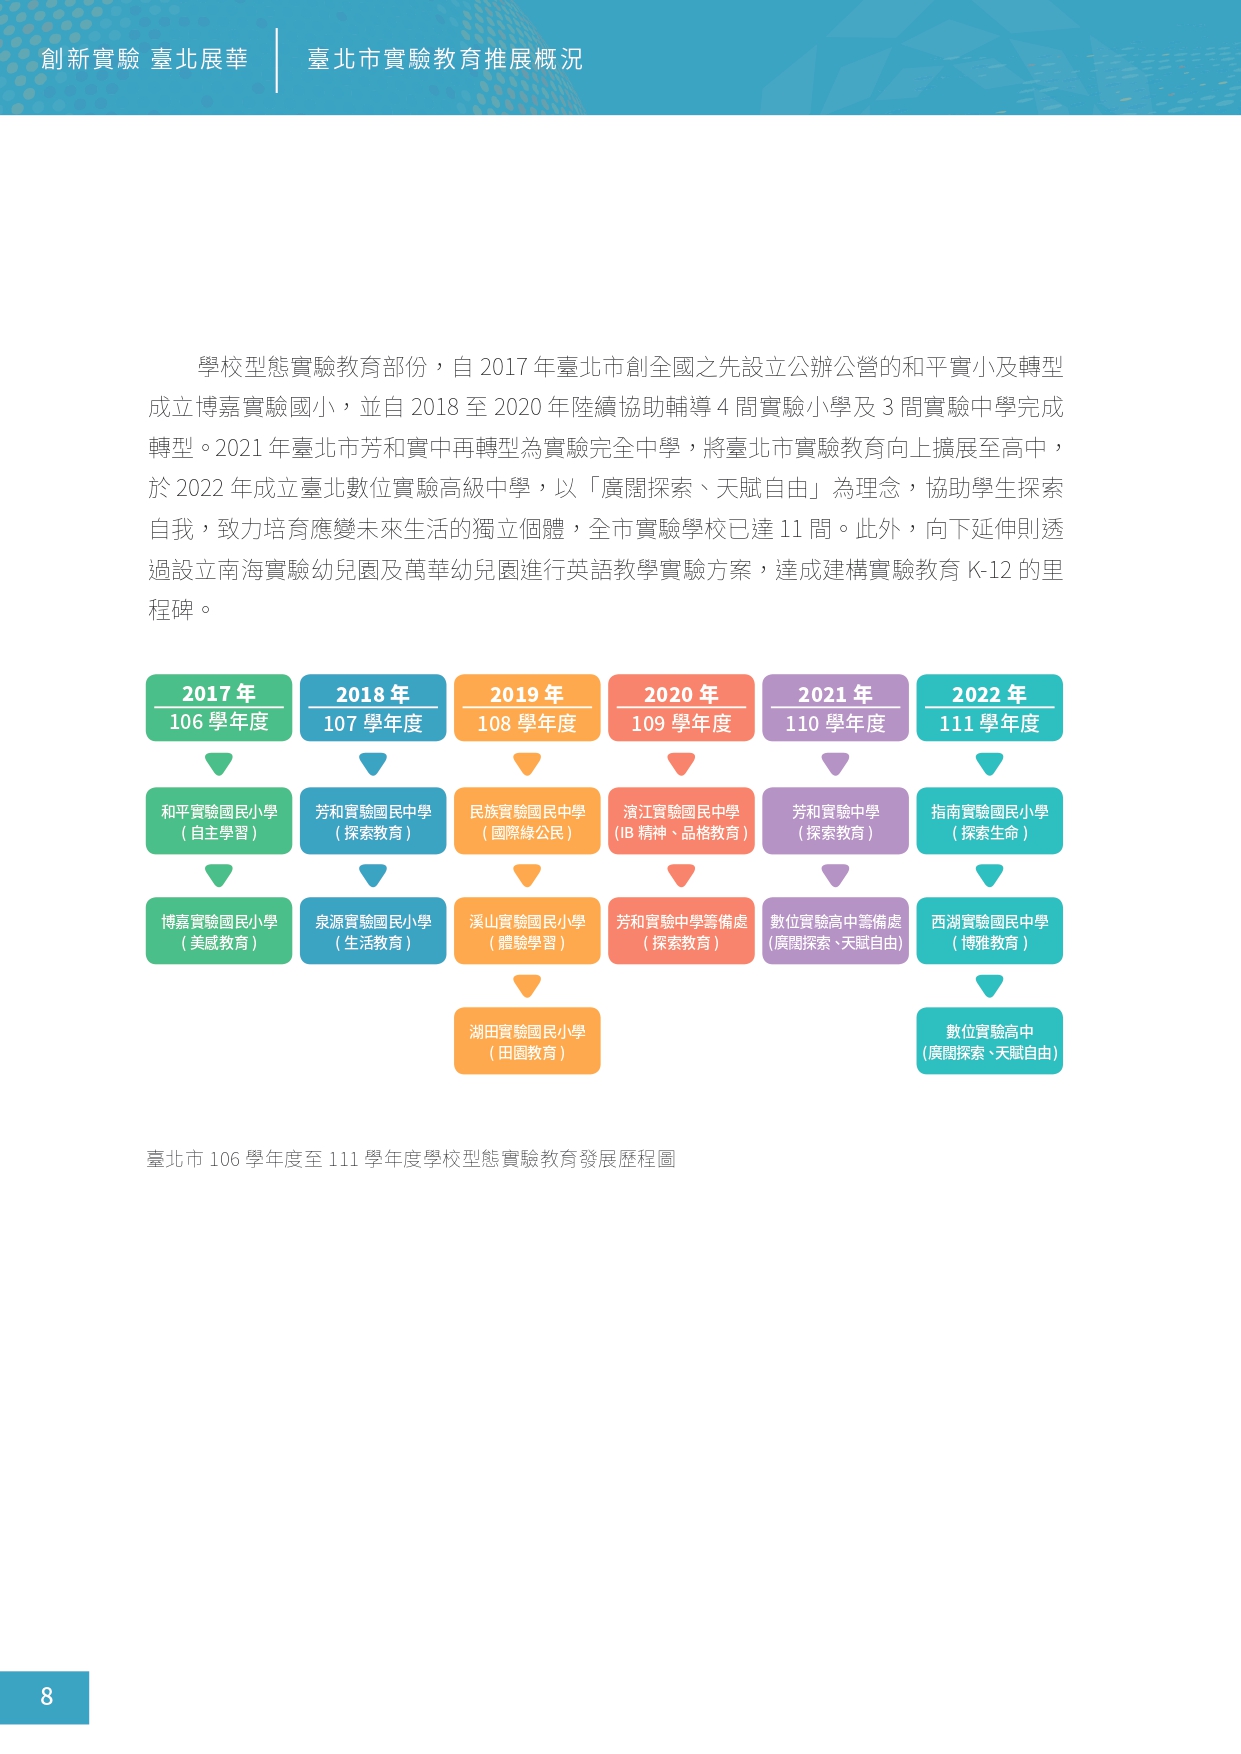 創新實驗 臺北展華
臺北市實驗教育推展概況
學校型態實驗教育部份，自 2017 年臺北市創全國之先設立公辦公營的和平實小及轉型
成立博嘉實驗國小，並自 2018 至 2020 年陸續協助輔導 4 間實驗小學及 3 間實驗中學完成
轉型。2021 年臺北市芳和實中再轉型為實驗完全中學，將臺北市實驗教育向上擴展至高中，
於 2022 年成立臺北數位實驗高級中學，以「廣闊探索、天賦自由」為理念，協助學生探索
自我，致力培育應變未來生活的獨立個體，全市實驗學校已達 11 間。此外，向下延伸則透
過設立南海實驗幼兒園及萬華幼兒園進行英語教學實驗方案，達成建構實驗教育 K-12 的里
程碑。
2017 年
106 學年度
和平實驗國民小學
( 自主學習 )
博嘉實驗國民小學
( 美感教育 )
2018 年
107 學年度
芳和實驗國民中學
( 探索教育 )
泉源實驗國民小學
( 生活教育 )
2019 年
108 學年度
民族實驗國民中學
( 國際綠公民 )
溪山實驗國民小學
( 體驗學習 )
湖田實驗國民小學
( 田園教育 )
2020 年
109 學年度
濱江實驗國民中學
(IB 精神、品格教育 )
芳和實驗中學籌備處
( 探索教育 )
2021 年
110 學年度
芳和實驗中學
( 探索教育 )
數位實驗高中籌備處
(廣闊探索、天賦自由)
2022 年
111 學年度
指南實驗國民小學
( 探索生命 )
西湖實驗國民中學
( 博雅教育 )
數位實驗高中
(廣闊探索、天賦自由)
臺北市 106 學年度至 111 學年度學校型態實驗教育發展歷程圖
8